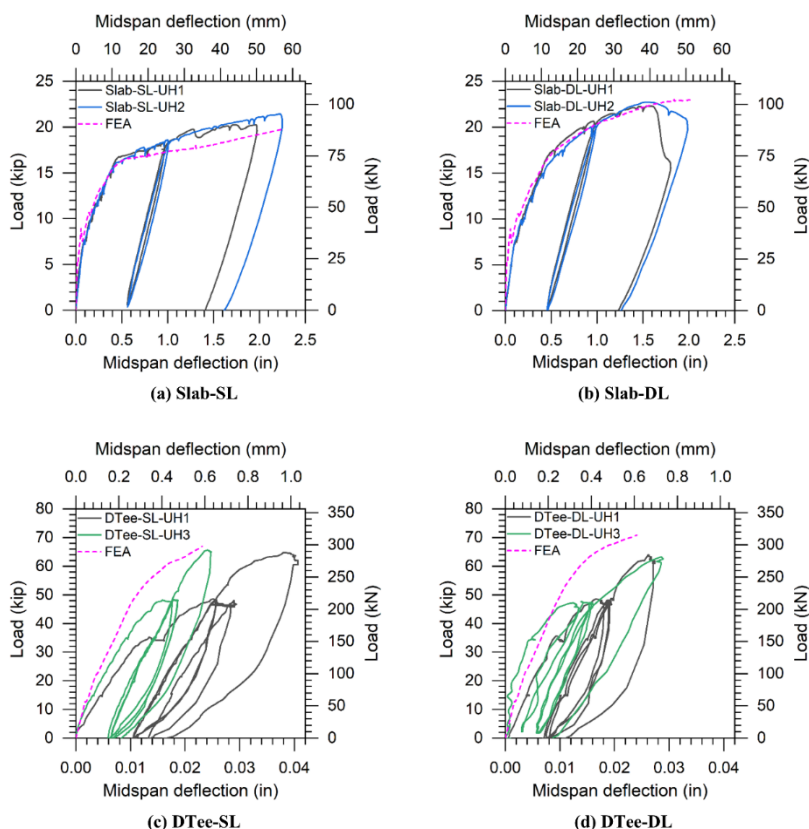 Midspan deflection (mm)
0 10 20 30 40 50 60
25
20
15
10
5
0
Load (kip)
Slab-SL-UH1
Slab-SL-UH2
FEA
100
75
50
25
0
Load (kN)
0.0 0.5 1.0 1.5 2.0 2.5
Midspan deflection (in)
(a) Slab-SL
Midspan deflection (mm)
0 10 20 30 40 50 60
25
20
15
10
5
0
Load (kip)
Slab-DL-UH1
Slab-DL-UH2
FEA
100
75
50
25
0
Load (kN)
0.0 0.5 1.0 1.5 2.0 2.5
Midspan deflection (in)
(b) Slab-DL
Midspan deflection (mm)
0.0 0.2 0.4 0.6 0.8 1.0
80
70
60
50
40
30
20
10
0
Load (kip)
DTee-SL-UH1
DTee-SL-UH3
FEA
350
300
250
200
150
100
50
0
Load (kN)
0.00 0.01 0.02 0.03 0.04
Midspan deflection (in)
(c) DTee-SL
Midspan deflection (mm)
0.0 0.2 0.4 0.6 0.8 1.0
80
70
60
50
40
30
20
10
0
Load (kip)
DTee-DL-UH1
DTee-DL-UH3
FEA
350
300
250
200
150
100
50
0
Load (kN)
0.00 0.01 0.02 0.03 0.04
Midspan deflection (in)
(d) DTee-DL